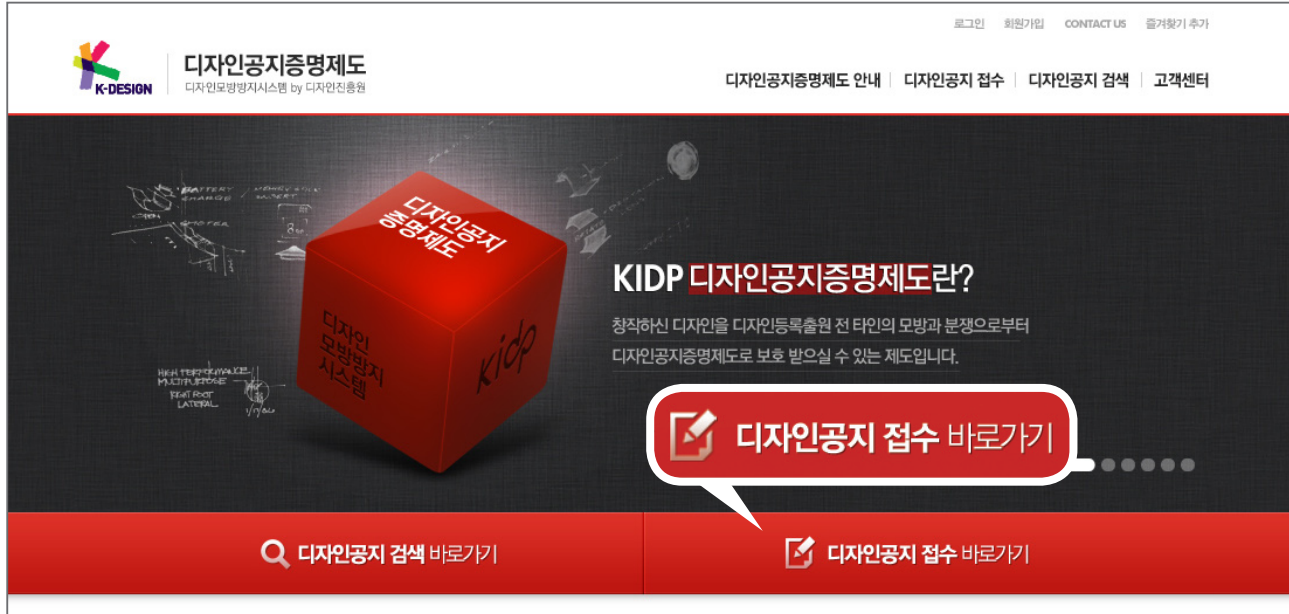 로그인 회원가입 CONTACT US 즐겨찾기 추가
K-DESIGN
디자인공지증명제도
디자인모방방지시스템 by 디자인진흥원
디자인공지증명제도 안내 디자인공지 접수 디자인공지 검색 고객센터
BATTERY CHANGE
OPEN
디자인공지
증명제도
디자인
모방방지
시스템
kidp
HIGH PERFORMANCE
MULTIPURPOSE
RIGHT FOOT
LATERAL
KIDP 디자인공지증명제도란?
창작하신 디자인을 디자인등록출원 전 타인의 모방과 분쟁으로부터
디자인공지증명제도로 보호 받으실 수 있는 제도입니다.
디자인공지 접수 바로가기
디자인공지 검색 바로가기
디자인공지 접수 바로가기